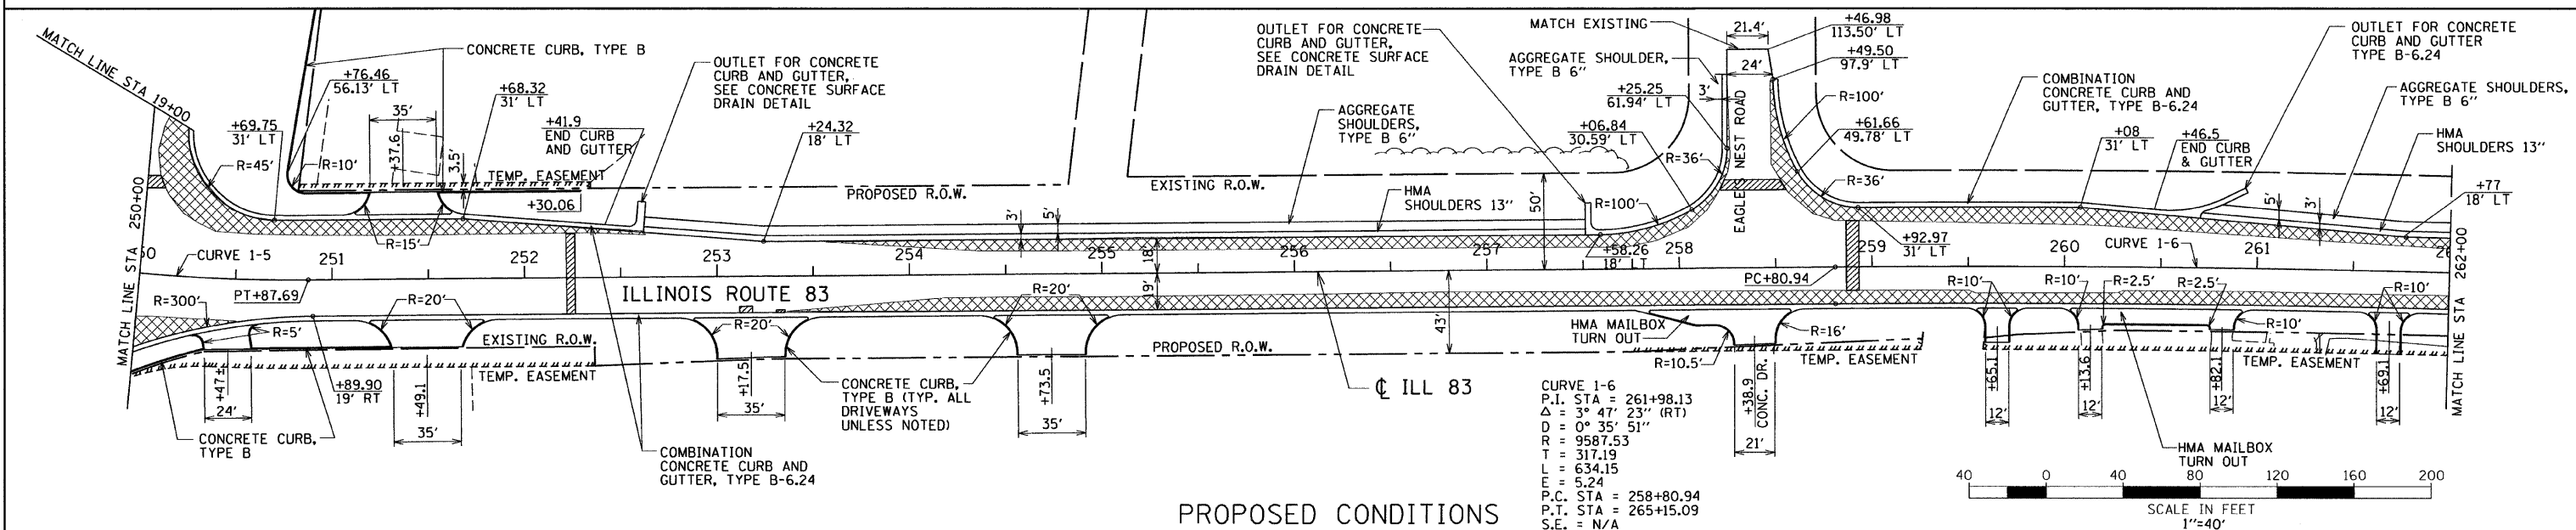 MATCH LINE STA 19+00
+76.46
56.13' LT
CONCRETE CURB, TYPE B
35'
+68.32
31' LT
+69.75
31' LT
R=45'
R=10'
+37.6
3.5'
+41.9
END CURB
AND GUTTER
TEMP. EASEMENT
+30.06
R=15'
OUTLET FOR CONCRETE
CURB AND GUTTER,
SEE CONCRETE SURFACE
DRAIN DETAIL
+24.32
18' LT
PROPOSED R.O.W.
EXISTING R.O.W.
AGGREGATE
SHOULDERS,
TYPE B 6"
3'
5'
HMA
SHOULDERS 13"
OUTLET FOR CONCRETE
CURB AND GUTTER,
SEE CONCRETE SURFACE
DRAIN DETAIL
MATCH EXISTING
AGGREGATE SHOULDER,
TYPE B 6"
21.4'
24'
3'
+46.98
113.50' LT
+49.50
97.9' LT
+25.25
61.94' LT
+06.84
30.59' LT
R=36'
R=100'
EAGLES NEST ROAD
R=100'
+61.66
49.78' LT
R=36'
50'
+58.26
18' LT
COMBINATION
CONCRETE CURB AND
GUTTER, TYPE B-6.24
+08
31' LT
+46.5
END CURB
& GUTTER
OUTLET FOR CONCRETE
CURB AND GUTTER
TYPE B-6.24
AGGREGATE SHOULDERS,
TYPE B 6"
HMA
SHOULDERS 13"
5'
3'
+77
18' LT
+92.97
31' LT
CURVE 1-6
MATCH LINE STA 250+00
50
251
252
253
254
255
256
257
258
259
260
261
26
MATCH LINE STA 262+00
CURVE 1-5
PT+87.69
ILLINOIS ROUTE 83
18'
19'
43'
PC+80.94
R=300'
R=5'
R=20'
R=20'
R=20'
EXISTING R.O.W.
TEMP. EASEMENT
PROPOSED R.O.W.
HMA MAILBOX
TURN OUT
R=16'
R=10.5'
TEMP. EASEMENT
R=10'
R=10'
R=2.5'
R=2.5'
R=10'
R=10'
TEMP. EASEMENT
+47±
24'
+89.90
19' RT
+49.1
35'
+17.5
35'
+73.5
35'
+38.9
CONC. DR.
21'
+65.1
12'
+13.6
12'
+82.1
12'
+69.1
12'
CONCRETE CURB,
TYPE B
COMBINATION
CONCRETE CURB AND
GUTTER, TYPE B-6.24
CONCRETE CURB,
TYPE B (TYP. ALL
DRIVEWAYS
UNLESS NOTED)
℄ ILL 83
HMA MAILBOX
TURN OUT
CURVE 1-6
P.I. STA = 261+98.13
Δ = 3° 47' 23" (RT)
D = 0° 35' 51"
R = 9587.53
T = 317.19
L = 634.15
E = 5.24
P.C. STA = 258+80.94
P.T. STA = 265+15.09
S.E. = N/A
PROPOSED CONDITIONS
40 0 40 80 120 160 200
SCALE IN FEET
1"=40'